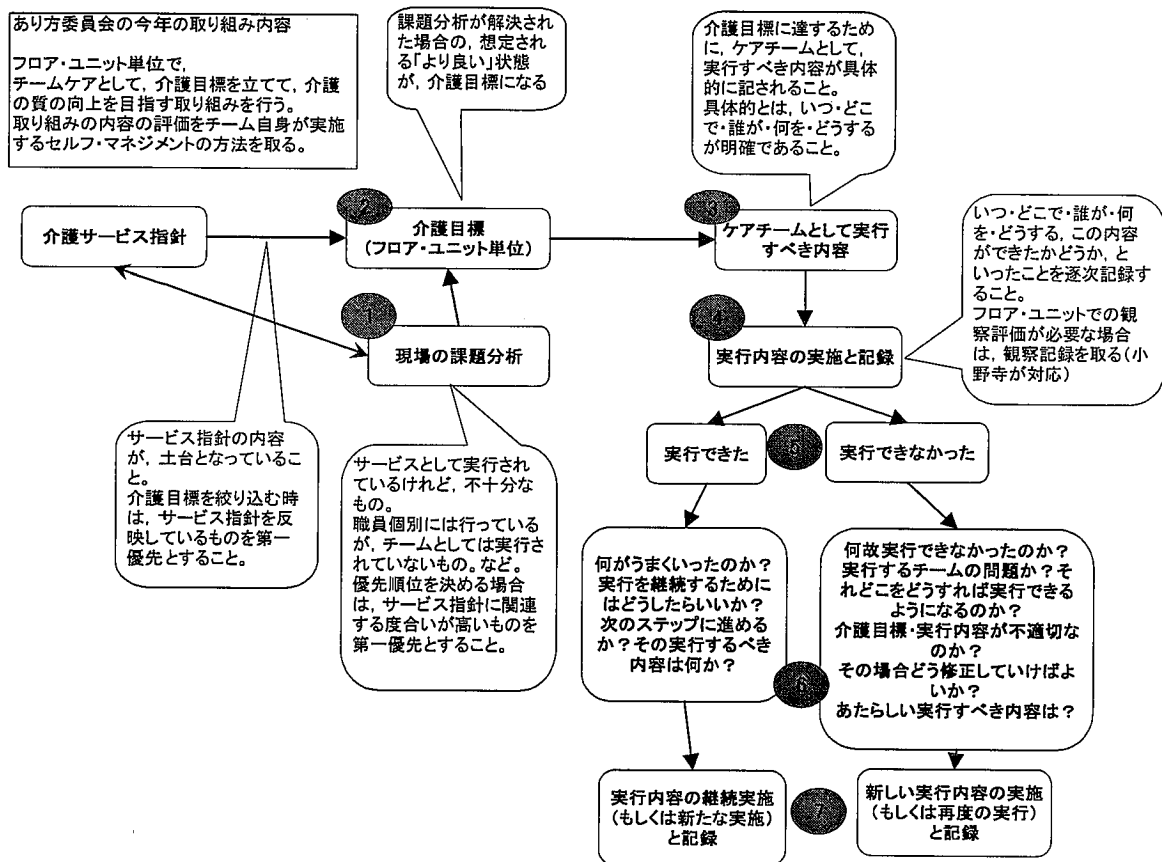 あり方委員会の今年の取り組み内容
フロア・ユニット単位で,
チームケアとして, 介護目標を立てて, 介護
の質の向上を目指す取り組みを行う。
取り組みの内容の評価をチーム自身が実施
するセルフ・マネジメントの方法を取る。
課題分析が解決され
た場合の, 想定され
る「より良い」状態
が, 介護目標になる
介護目標に達するため
に, ケアチームとして,
実行すべき内容が具体
的に記されること。
具体的とは, いつ・どこ
で・誰が・何を・どうする
が明確であること。
介護サービス指針
2
介護目標
(フロア・ユニット単位)
3
ケアチームとして実行
すべき内容
いつ・どこで・誰が・何
を・どうする, この内容
ができたかどうか, と
いったことを逐次記録す
ること。
フロア・ユニットでの観
察評価が必要な場合
は, 観察記録を取る(小
野寺が対応)
1
現場の課題分析
4
実行内容の実施と記録
サービス指針の内容
が, 土台となっているこ
と。
介護目標を絞り込む時
は, サービス指針を反
映しているものを第一
優先とすること。
サービスとして実行され
ているけれど, 不十分な
もの。
職員個別には行っている
が, チームとしては実行さ
れていないもの。など。
優先順位を決める場合
は, サービス指針に関連
する度合いが高いものを
第一優先とすること。
実行できた
5
実行できなかった
何がうまくいったのか?
実行を継続するために
はどうしたらいいか?
次のステップに進める
か?その実行するべき
内容は何か?
何故実行できなかったのか?
実行するチームの問題か?そ
れどこをどうすれば実行できる
ようになるのか?
介護目標・実行内容が不適切な
のか?
その場合どう修正していけばよ
いか?
あたらしい実行すべき内容は?
6
実行内容の継続実施
(もしくは新たな実施)
と記録
7
新しい実行内容の実施
(もしくは再度の実行)
と記録